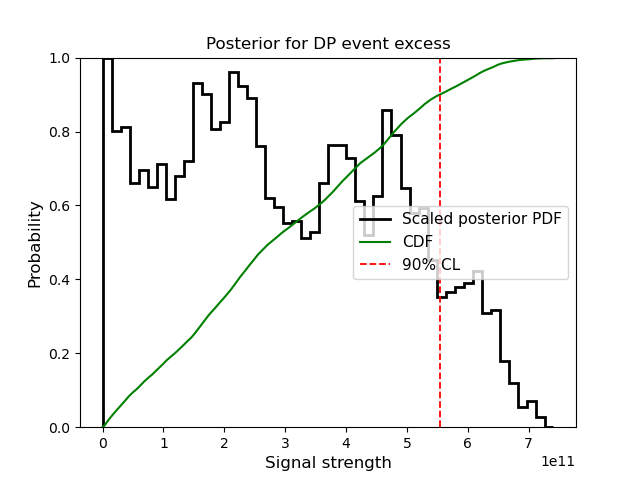 Posterior for DP event excess
1.0
0.8
0.6
0.4
0.2
0.0
Probability
Scaled posterior PDF
CDF
90% CL
0 1 2 3 4 5 6 7
1e11
Signal strength